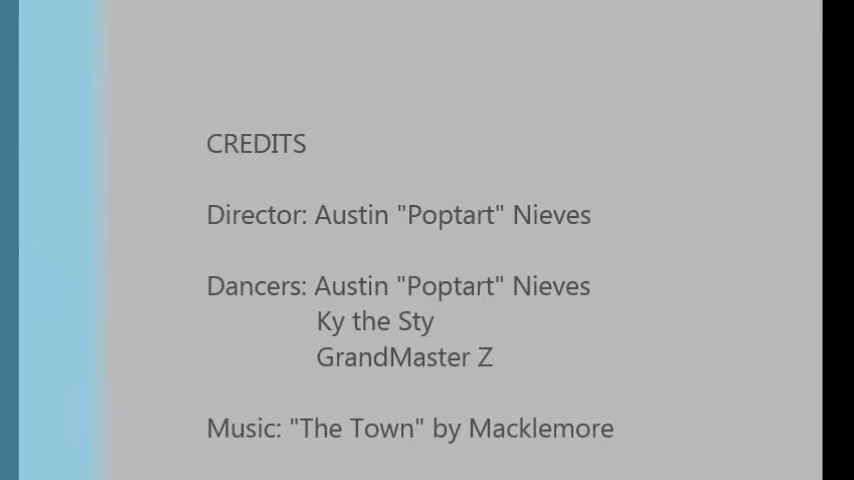 CREDITS
Director: Austin "Poptart" Nieves
Dancers: Austin "Poptart" Nieves
Ky the Sty
GrandMaster Z
Music: "The Town" by Macklemore